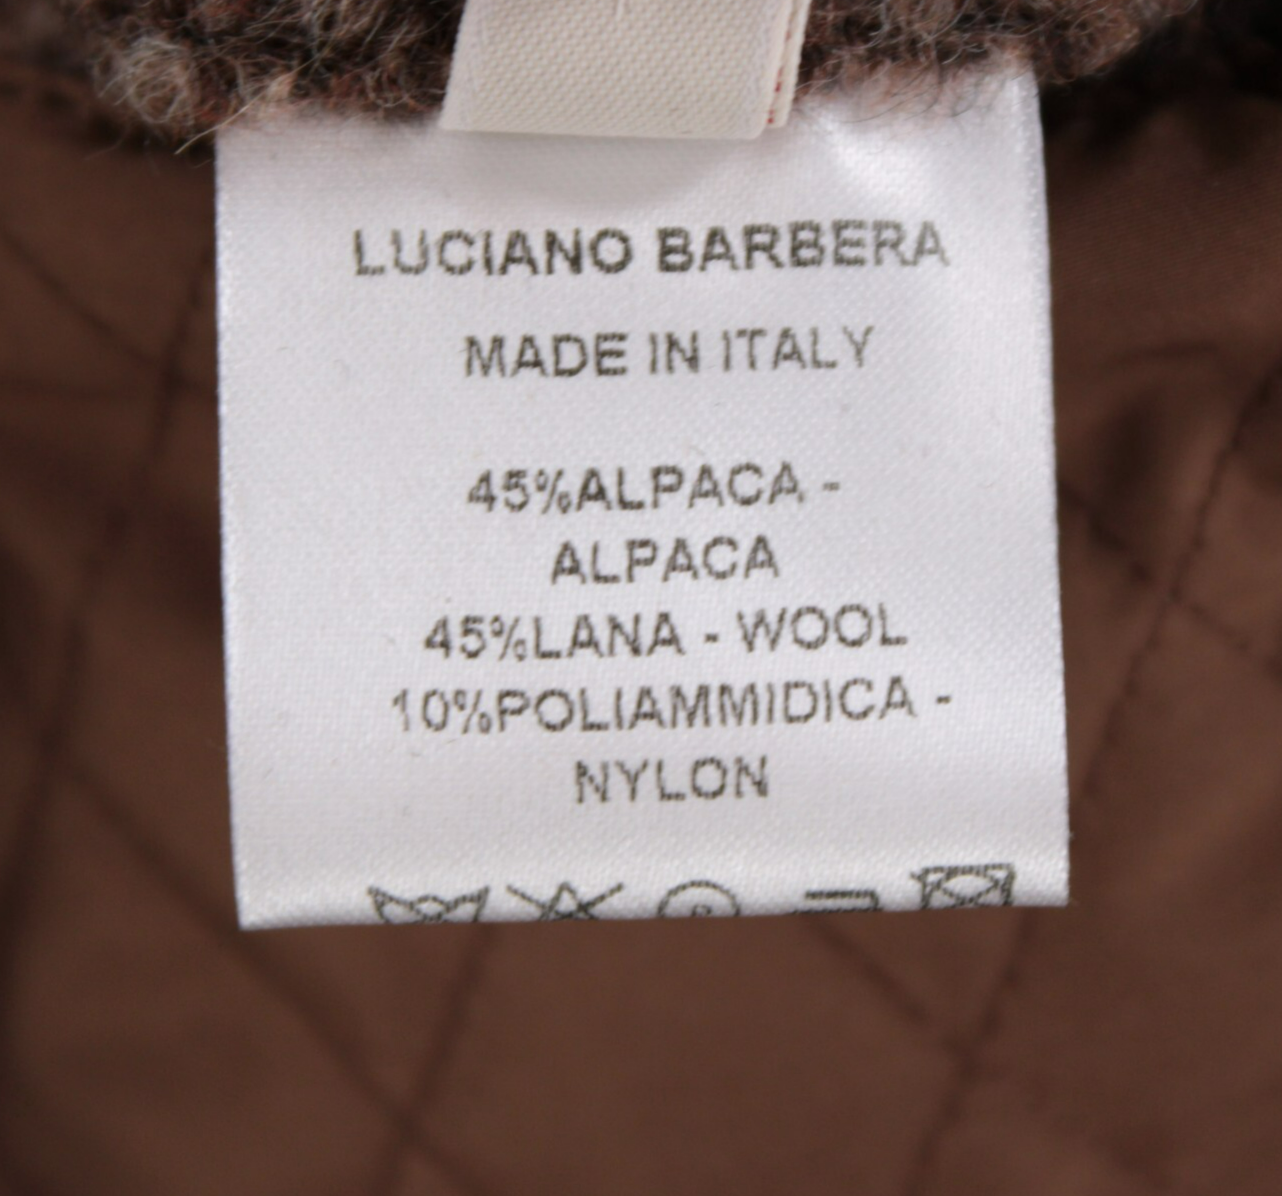 LUCIANO BARBERA
MADE IN ITALY
45%ALPACA -
ALPACA
45%LANA - WOOL
10%POLIAMMIDICA -
NYLON